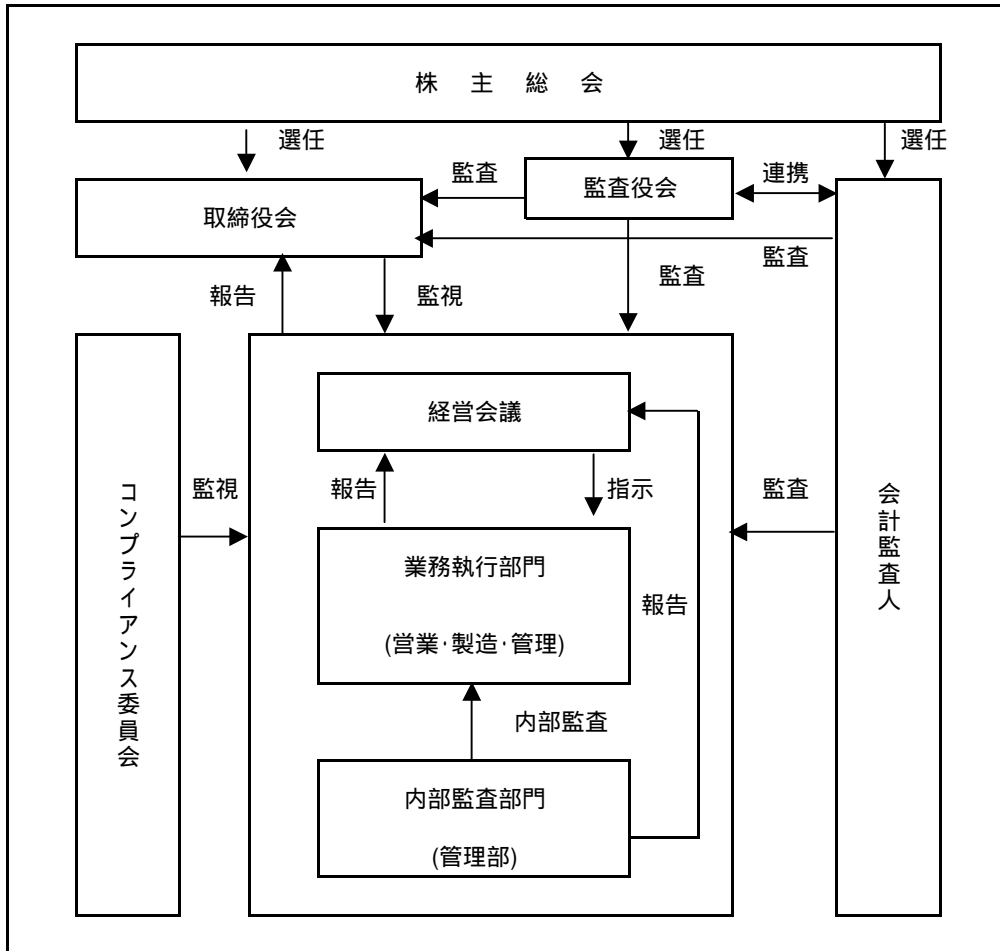 株 主 総 会
選任
選任
選任
監査
監査役会
連携
取締役会
監査
報告
監視
監査
経営会議
コンプライアンス委員会
監視
報告
指示
監査
会計監査人
業務執行部門
(営業・製造・管理)
報告
内部監査
内部監査部門
(管理部)